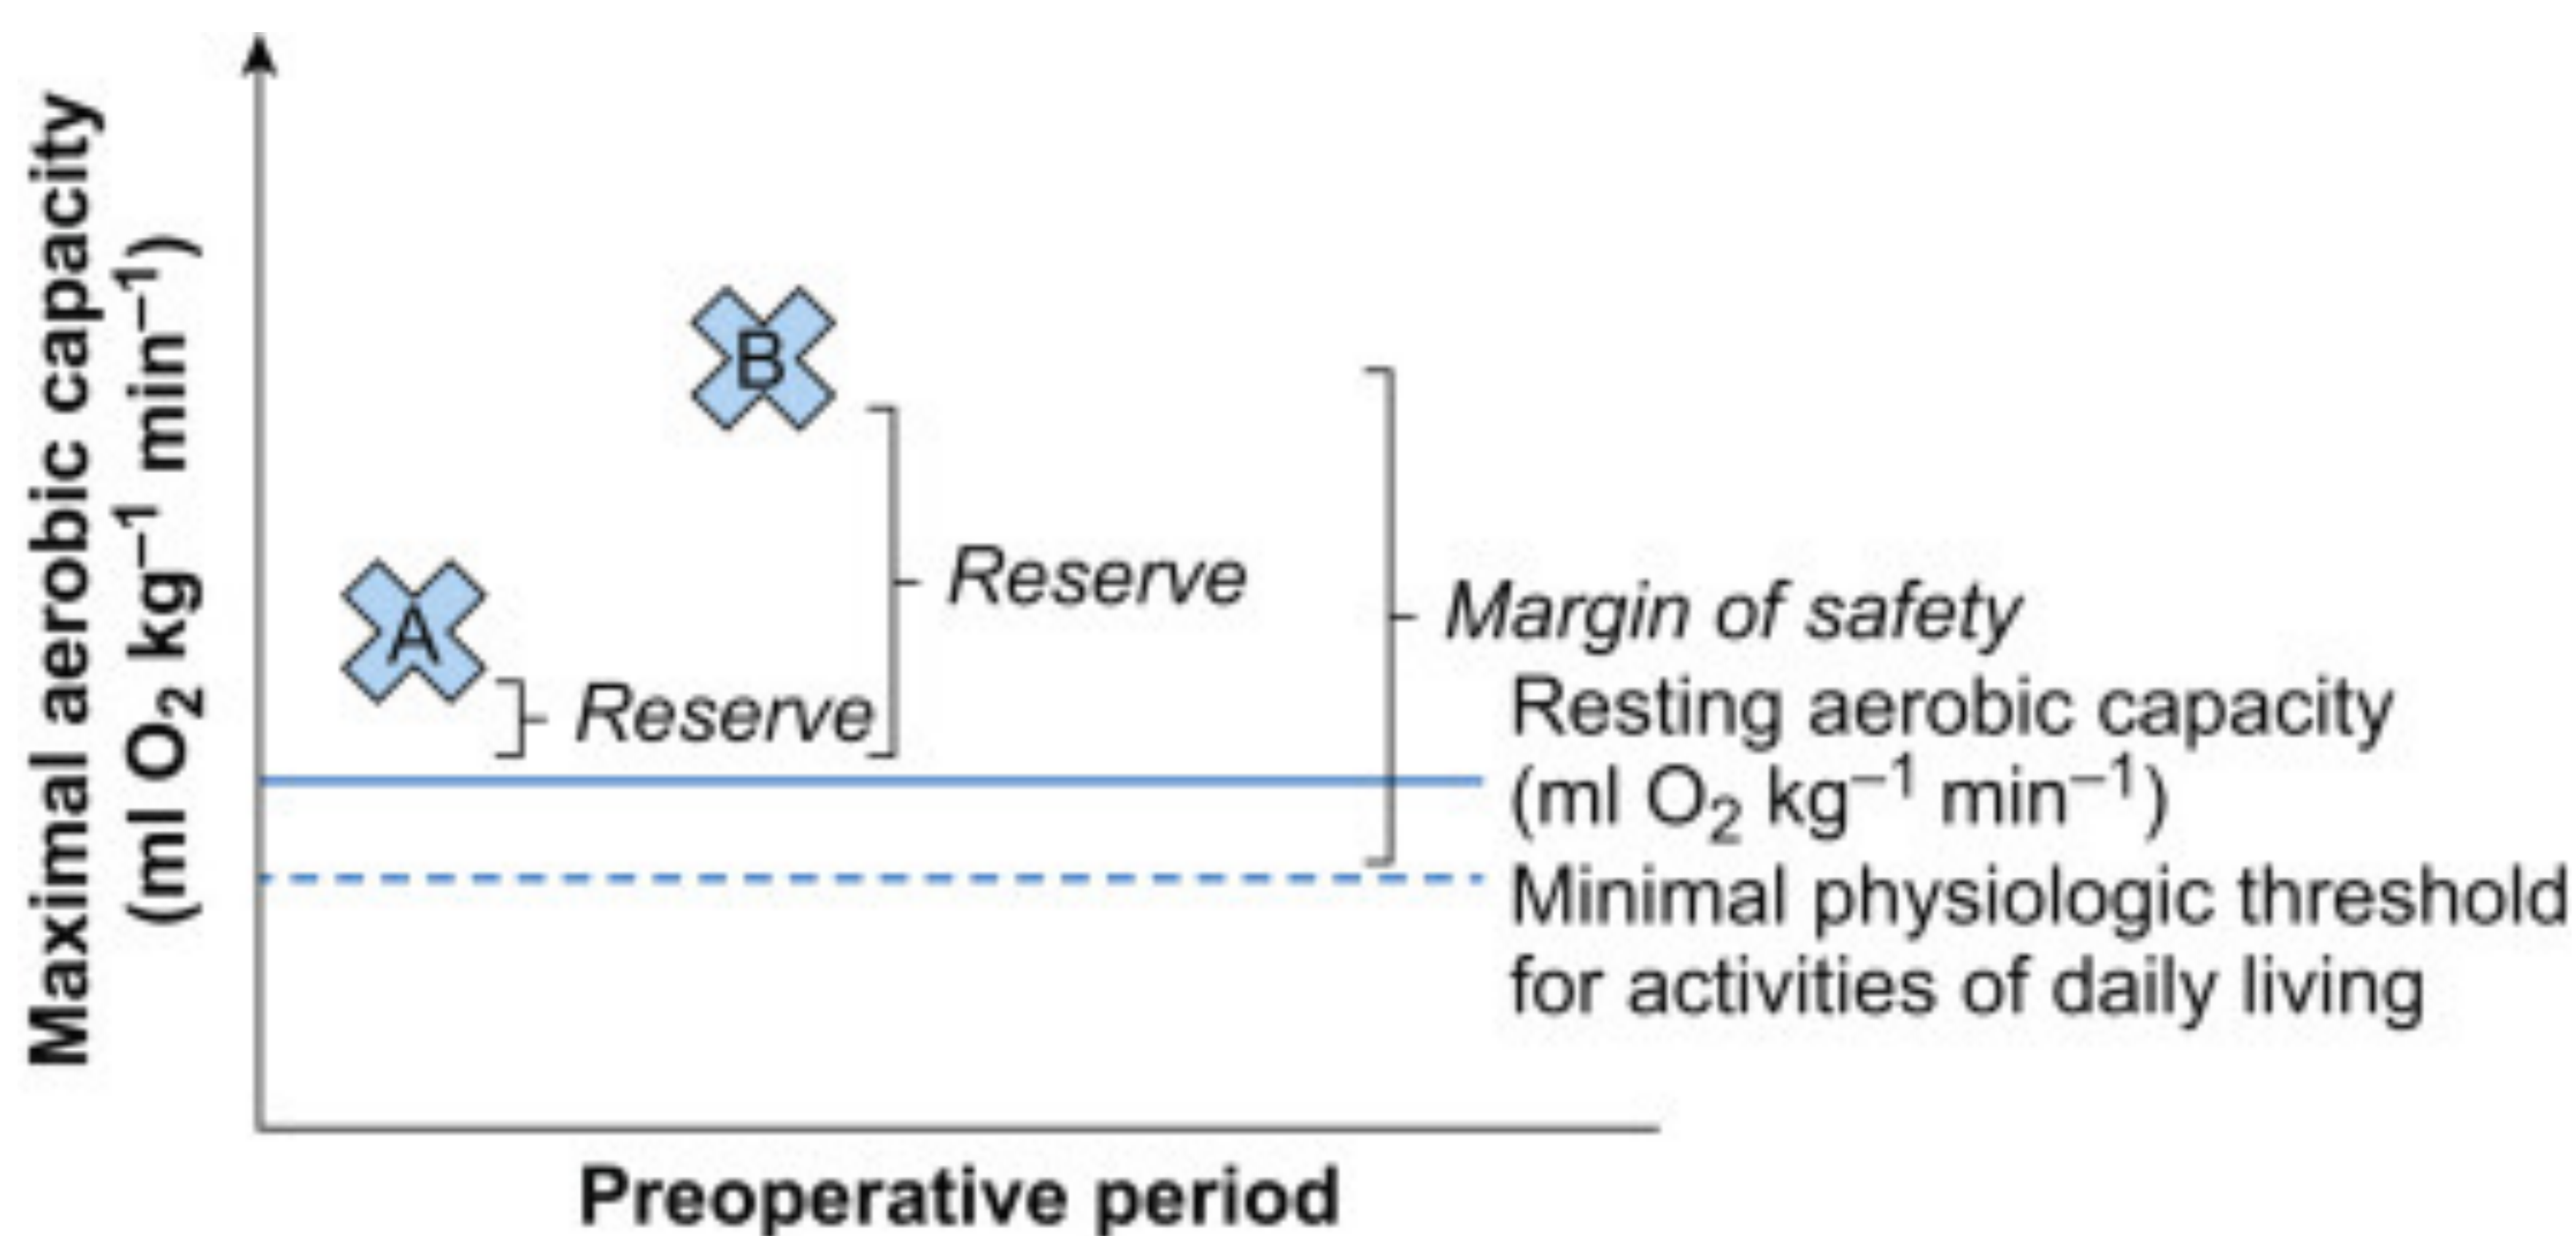 Maximal aerobic capacity
(ml O₂ kg⁻¹ min⁻¹)
B
A
Reserve
Reserve
Margin of safety
Resting aerobic capacity
(ml O₂ kg⁻¹ min⁻¹)
Minimal physiologic threshold
for activities of daily living
Preoperative period